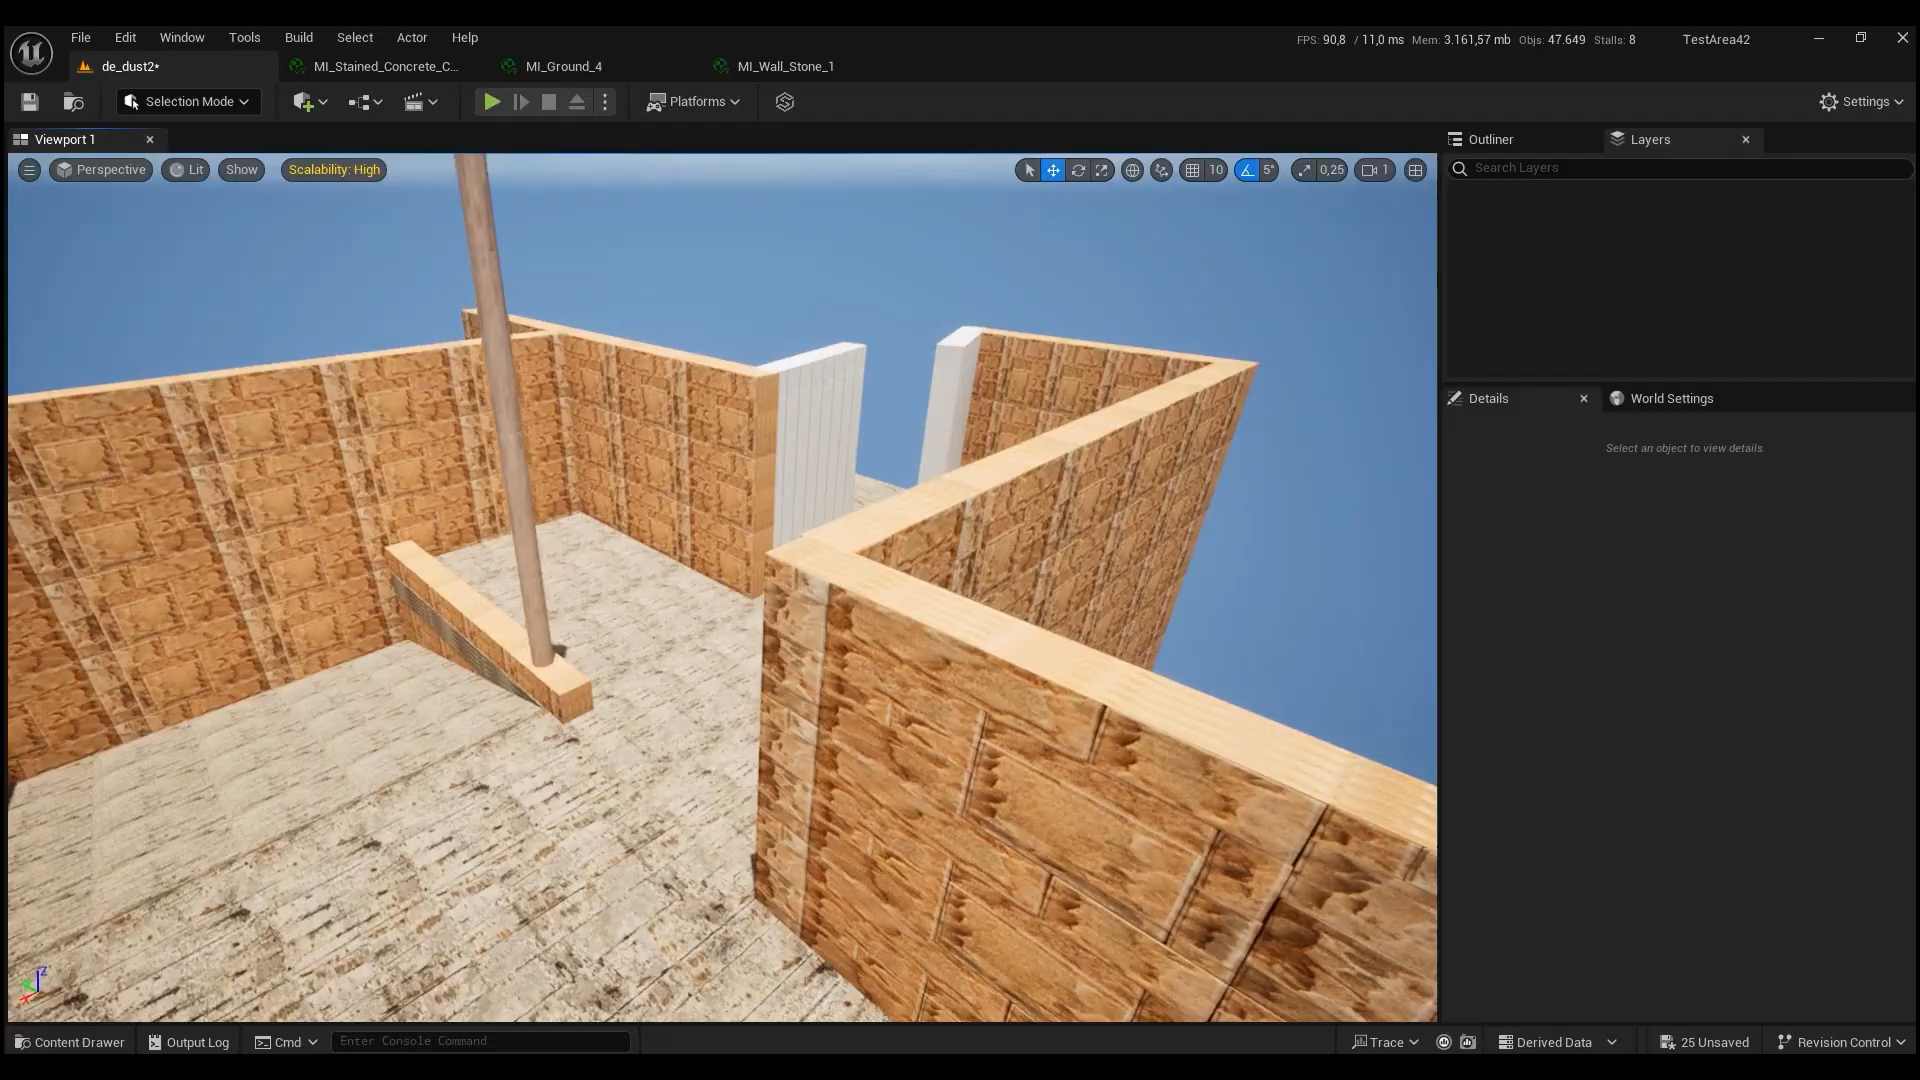 File Edit Window Tools Build Select Actor Help
FPS: 90,8 / 11,0 ms Mem: 3.161,57 mb Objs: 47.649 Stalls: 8 TestArea42
de_dust2* MI_Stained_Concrete_C... MI_Ground_4 MI_Wall_Stone_1
Selection Mode Platforms Settings
Viewport 1 Outliner Layers
Perspective Lit Show Scalability: High 10 5° 0,25 1
Search Layers
Details World Settings
Select an object to view details.
Z
X
Content Drawer Output Log Cmd Enter Console Command Trace Derived Data 25 Unsaved Revision Control